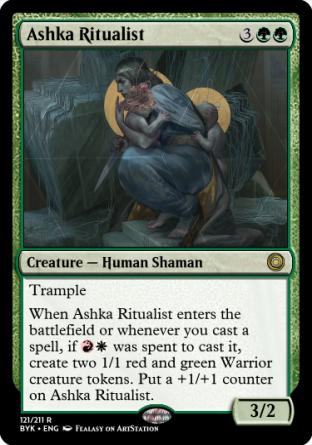 Ashka Ritualist 3
Creature — Human Shaman
Trample
When Ashka Ritualist enters the
battlefield or whenever you cast a
spell, if was spent to cast it,
create two 1/1 red and green Warrior
creature tokens. Put a +1/+1 counter
on Ashka Ritualist.
3/2
121/211 R
BYK • ENG Fealasy on ArtStation